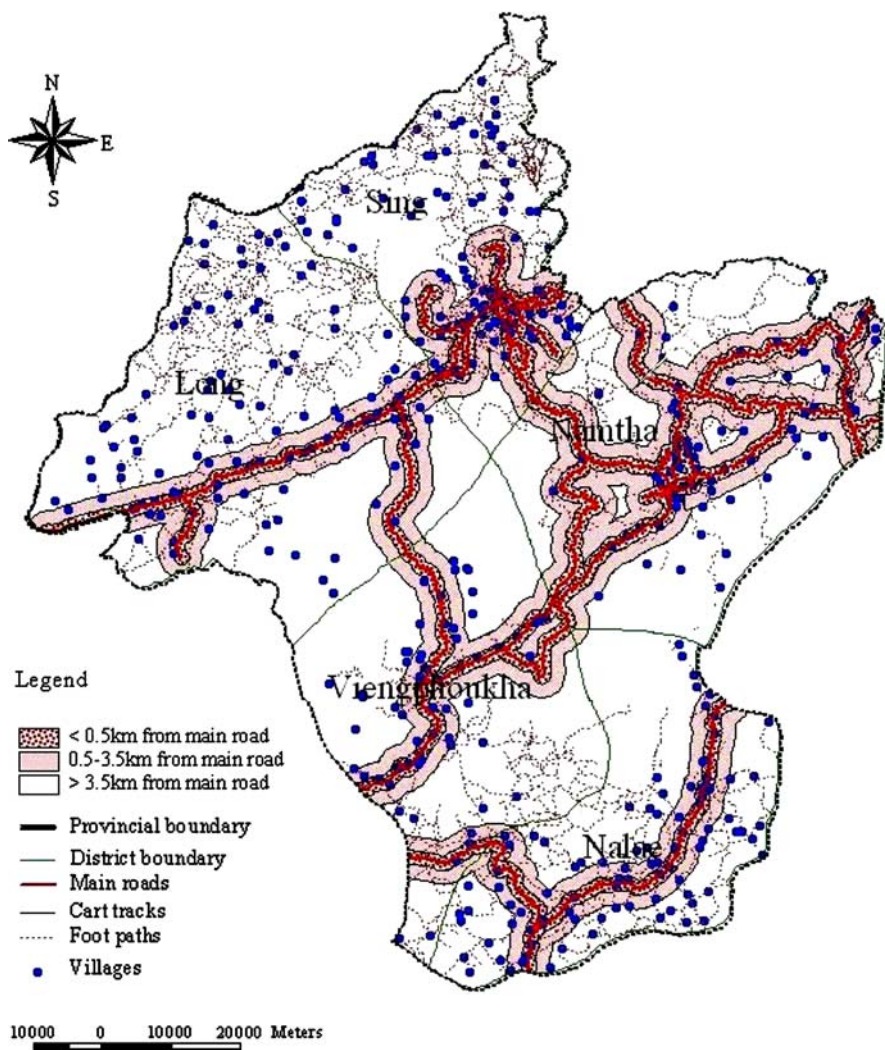 N
E
S
Sing
Long
Namtha
Viengphoukha
Nalae
Legend
< 0.5km from main road
0.5-3.5km from main road
> 3.5km from main road
Provincial boundary
District boundary
Main roads
Cart tracks
Foot paths
Villages
10000 0 10000 20000 Meters